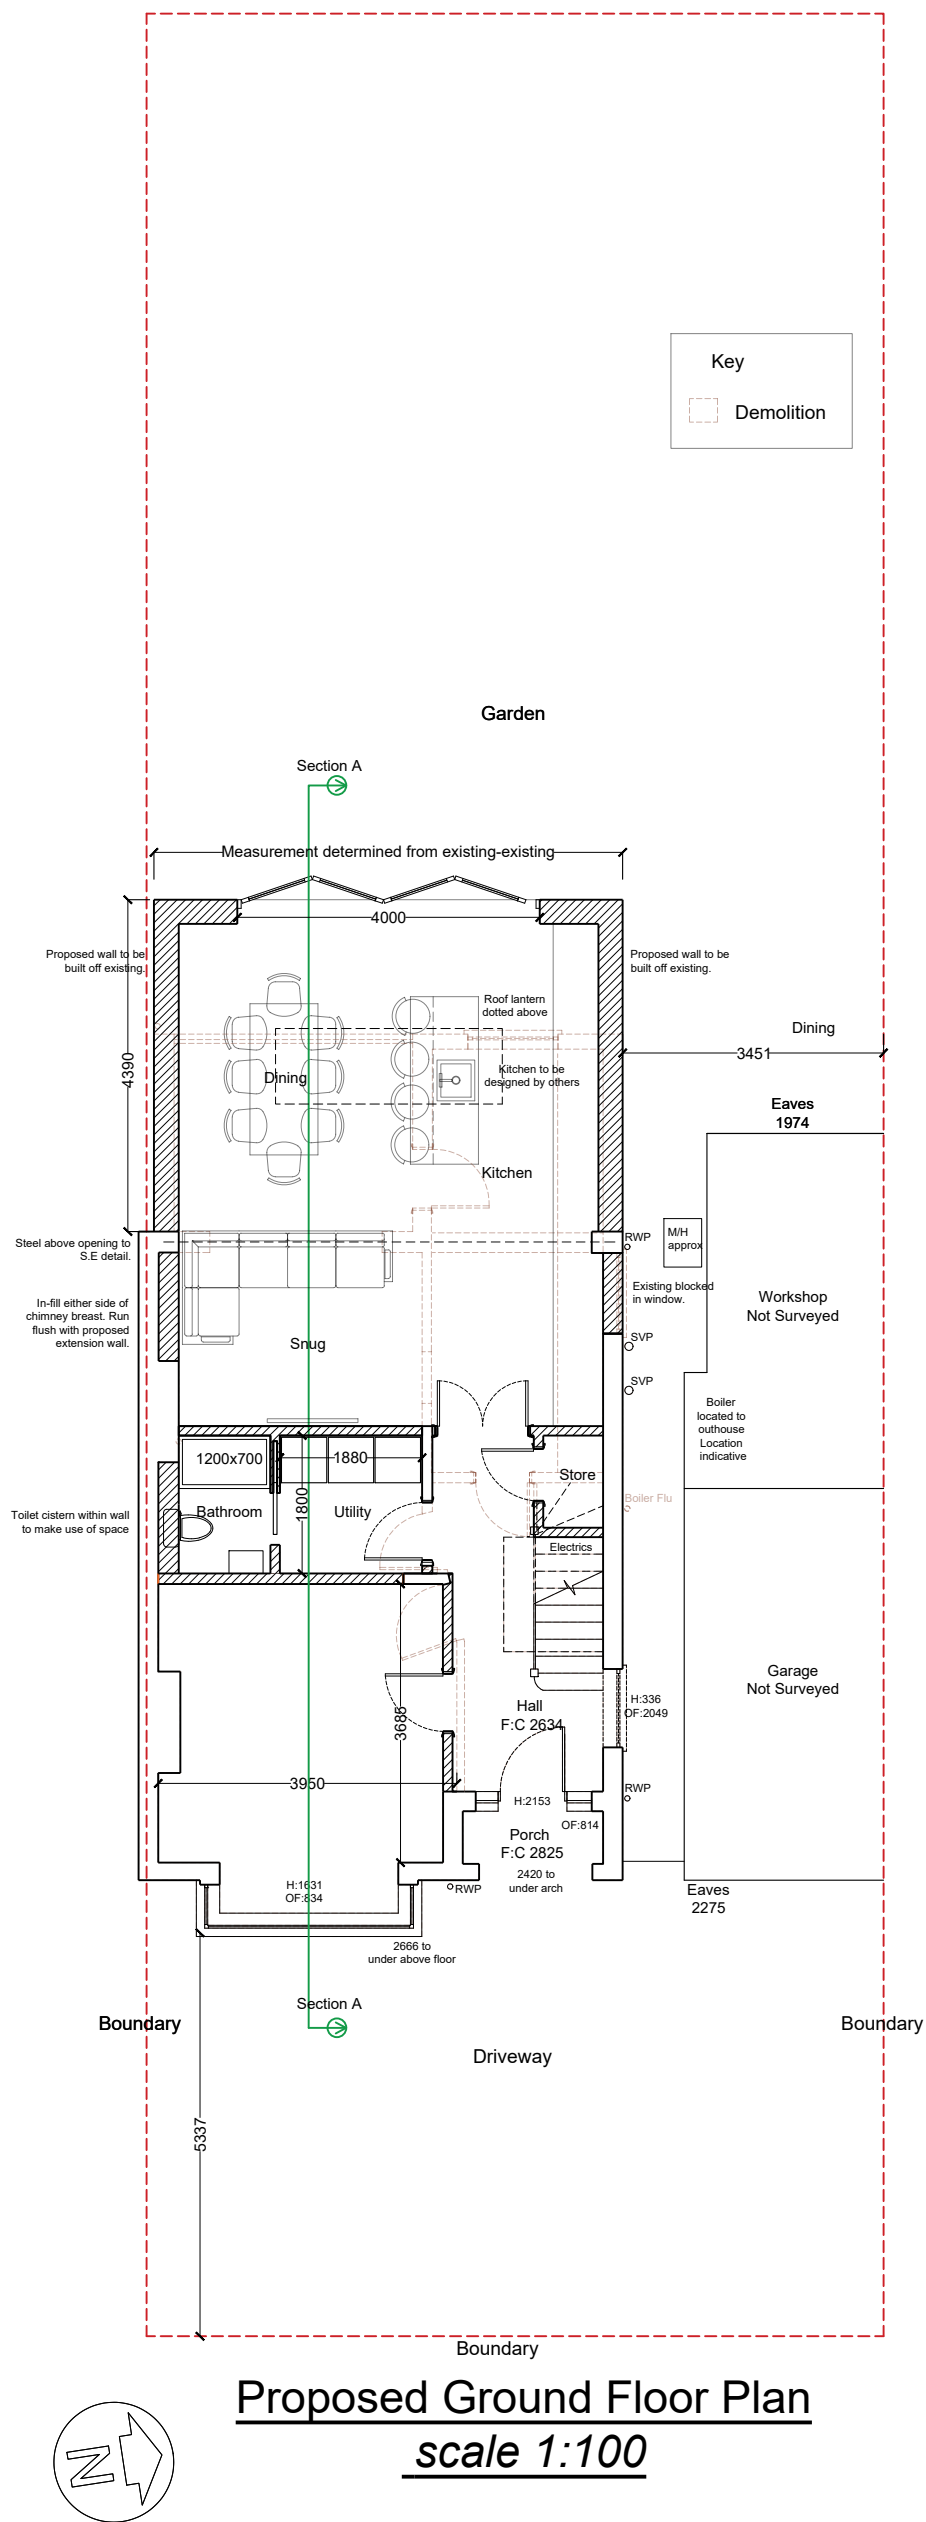 Key
Demolition
Garden
Section A
Measurement determined from existing-existing
4000
Proposed wall to be
built off existing.
Proposed wall to be
built off existing.
Roof lantern
dotted above
Dining
3451
4390
Dining
Kitchen to be
designed by others
Eaves
1974
Kitchen
Steel above opening to
S.E detail.
RWP
M/H
approx
Existing blocked
in window.
In-fill either side of
chimney breast. Run
flush with proposed
extension wall.
Workshop
Not Surveyed
Snug
SVP
SVP
Boiler
located to
outhouse
Location
indicative
1200x700
1880
Store
1800
Boiler Flu
Toilet cistern within wall
to make use of space
Bathroom
Utility
Electrics
Garage
Not Surveyed
Hall
F:C 2634
H:336
OF:2049
3685
3950
H:2153
RWP
OF:814
Porch
F:C 2825
2420 to
under arch
H:1631
OF:834
RWP
Eaves
2275
2666 to
under above floor
Section A
Boundary
Boundary
Driveway
5337
Boundary
Proposed Ground Floor Plan
scale 1:100
N